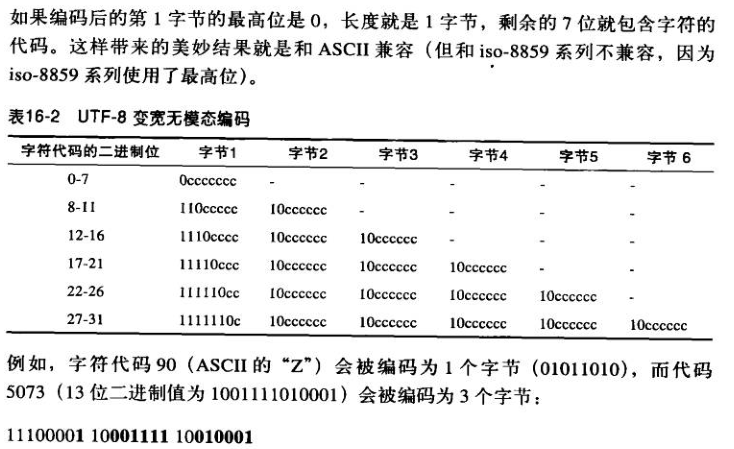 如果编码后的第 1 字节的最高位是 0，长度就是 1 字节，剩余的 7 位就包含字符的
代码。这样带来的美妙结果就是和 ASCII 兼容（但和 iso-8859 系列不兼容，因为
iso-8859 系列使用了最高位）。
表16-2 UTF-8 变宽无模态编码
字符代码的二进制位 字节1 字节2 字节3 字节4 字节5 字节 6
0-7 0ccccccc - - - - -
8-11 110ccccc 10cccccc - - - -
12-16 1110cccc 10cccccc 10cccccc - - -
17-21 11110ccc 10cccccc 10cccccc 10cccccc - -
22-26 111110cc 10cccccc 10cccccc 10cccccc 10cccccc -
27-31 1111110c 10cccccc 10cccccc 10cccccc 10cccccc 10cccccc
例如，字符代码 90（ASCII 的“Z”）会被编码为 1 个字节（01011010），而代码
5073（13 位二进制值为 1001111010001）会被编码为 3 个字节：
11100001 10001111 10010001